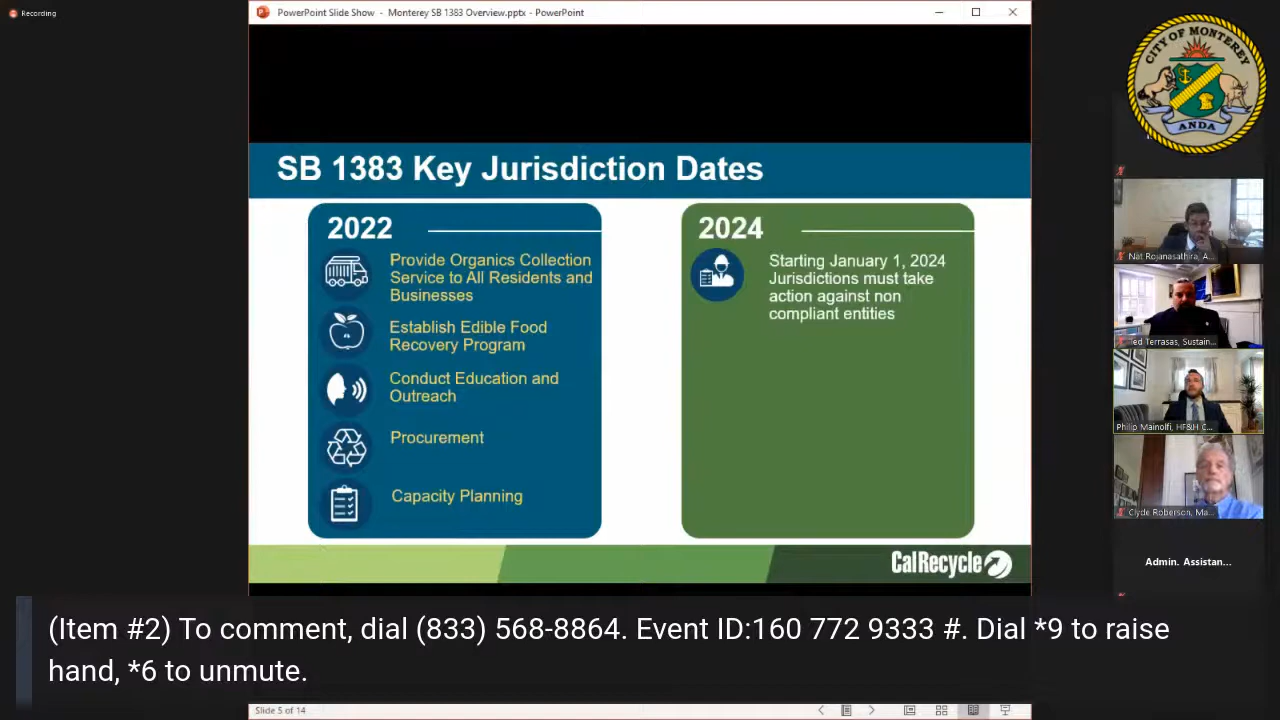 Recording
PowerPoint Slide Show - Monterey SB 1383 Overview.pptx - PowerPoint
CITY OF MONTEREY
ANDA
SB 1383 Key Jurisdiction Dates
2022
Provide Organics Collection
Service to All Residents and
Businesses
Establish Edible Food
Recovery Program
Conduct Education and
Outreach
Procurement
Capacity Planning
2024
Starting January 1, 2024
Jurisdictions must take
action against non
compliant entities
CalRecycle
Nat Rojanasathira, A...
Ted Terrasas, Sustain...
Philip Mainolfi, HF&H C...
Clyde Roberson, Ma...
Admin. Assistan...
(Item #2) To comment, dial (833) 568-8864. Event ID:160 772 9333 #. Dial *9 to raise
hand, *6 to unmute.
Slide 5 of 14